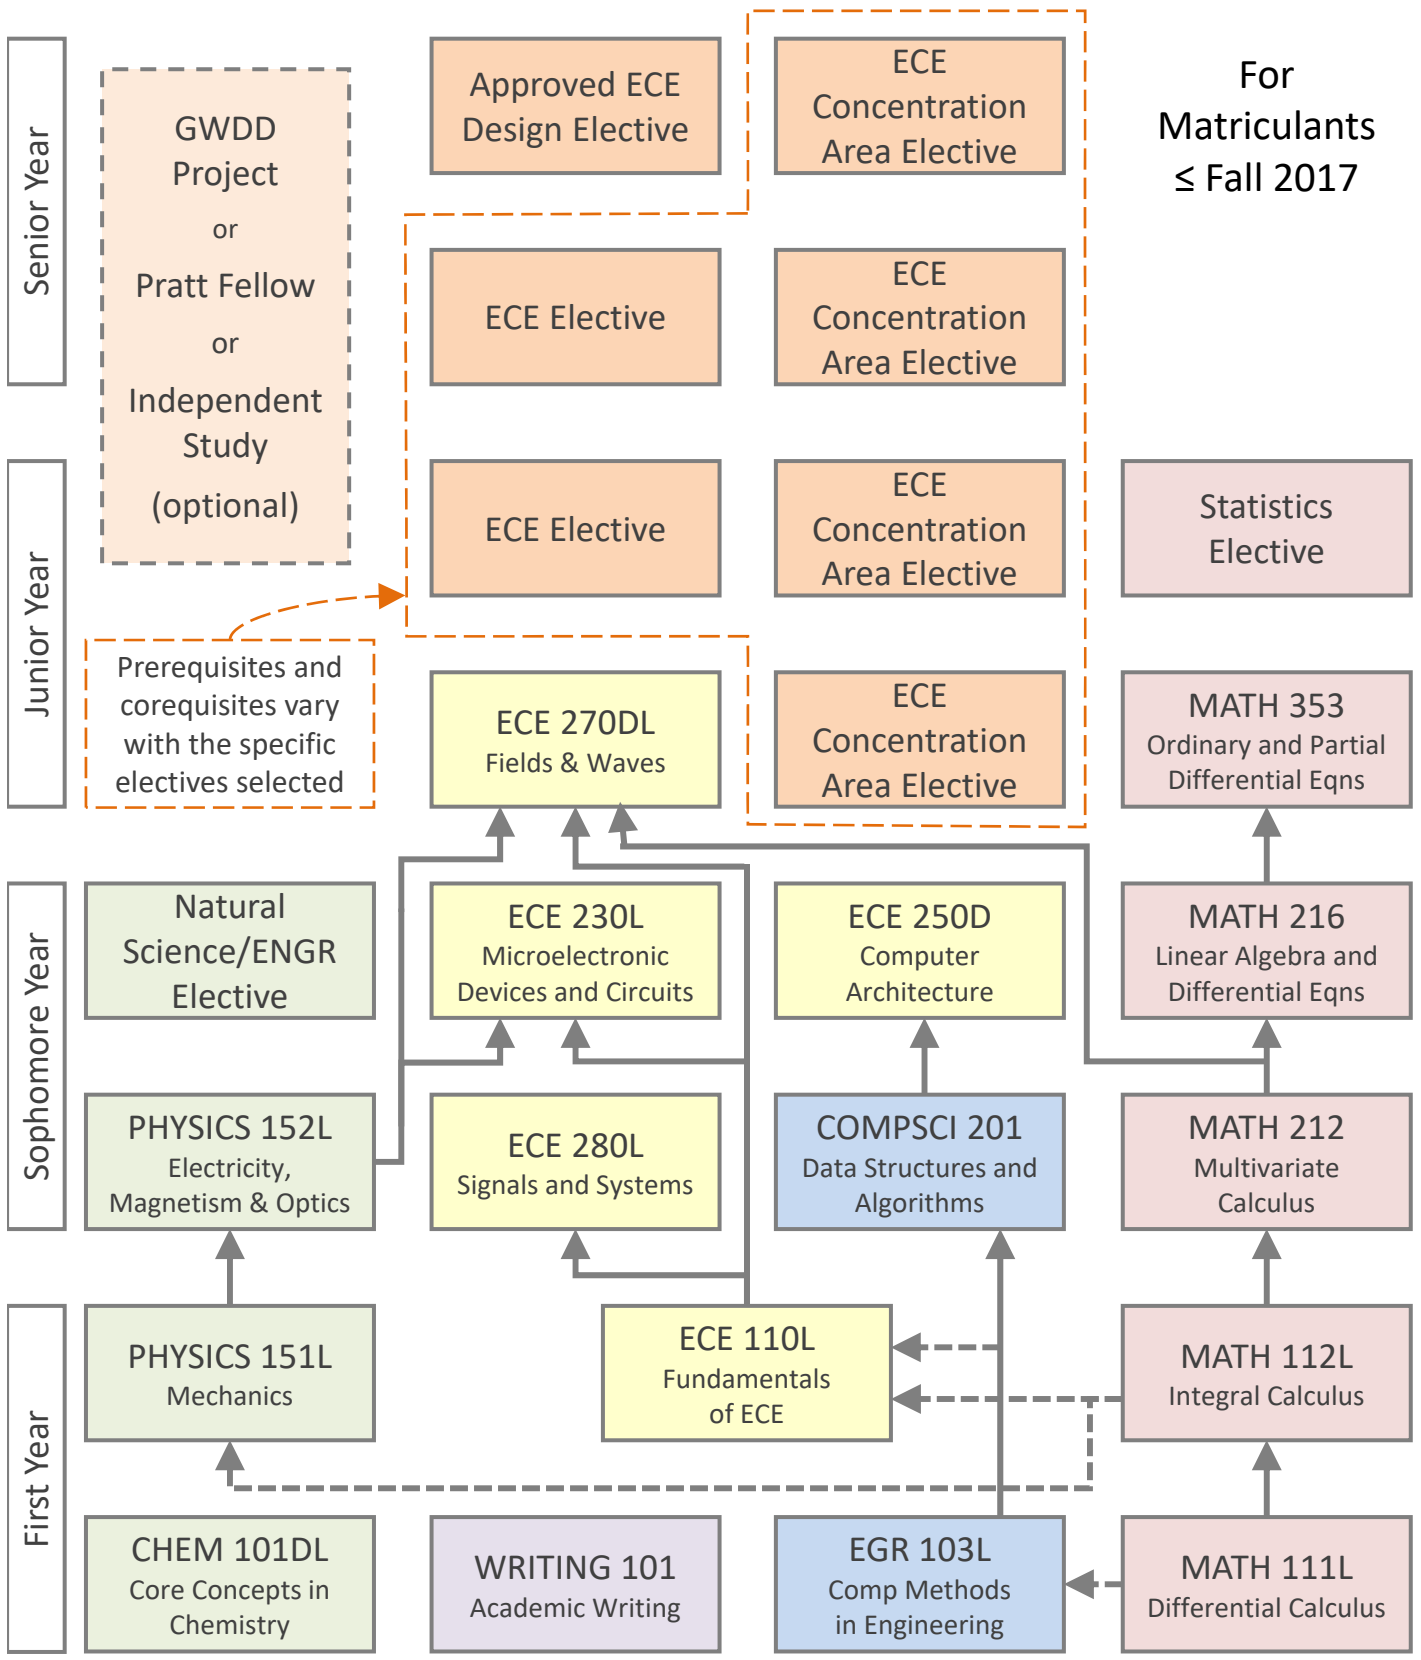 Senior Year
GWDD
Project
or
Pratt Fellow
or
Independent
Study
(optional)
Approved ECE
Design Elective
ECE
Concentration
Area Elective
For
Matriculants
≤ Fall 2017
ECE Elective
ECE
Concentration
Area Elective
Junior Year
ECE Elective
ECE
Concentration
Area Elective
Statistics
Elective
Prerequisites and
corequisites vary
with the specific
electives selected
ECE 270DL
Fields & Waves
ECE
Concentration
Area Elective
MATH 353
Ordinary and Partial
Differential Eqns
Sophomore Year
Natural
Science/ENGR
Elective
ECE 230L
Microelectronic
Devices and Circuits
ECE 250D
Computer
Architecture
MATH 216
Linear Algebra and
Differential Eqns
PHYSICS 152L
Electricity,
Magnetism & Optics
ECE 280L
Signals and Systems
COMPSCI 201
Data Structures and
Algorithms
MATH 212
Multivariate
Calculus
First Year
PHYSICS 151L
Mechanics
ECE 110L
Fundamentals
of ECE
MATH 112L
Integral Calculus
CHEM 101DL
Core Concepts in
Chemistry
WRITING 101
Academic Writing
EGR 103L
Comp Methods
in Engineering
MATH 111L
Differential Calculus